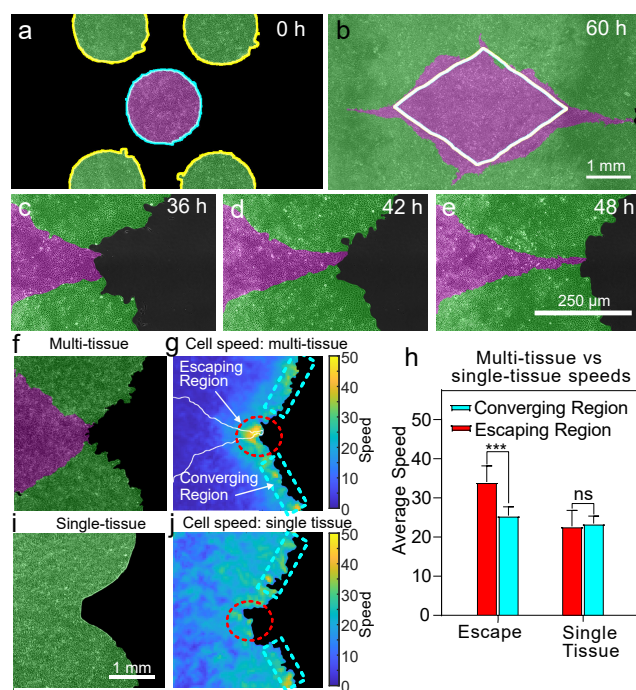 a
0 h
b
60 h
1 mm
c
36 h
d
42 h
e
48 h
250 µm
f
Multi-tissue
g
Cell speed: multi-tissue
Escaping
Region
Converging
Region
50
40
30
20
10
0
Speed
h
Multi-tissue vs
single-tissue speeds
Converging Region
Escaping Region
***
ns
Average Speed
50
40
30
20
10
0
Escape
Single
Tissue
i
Single-tissue
1 mm
j
Cell speed: single tissue
50
40
30
20
10
0
Speed